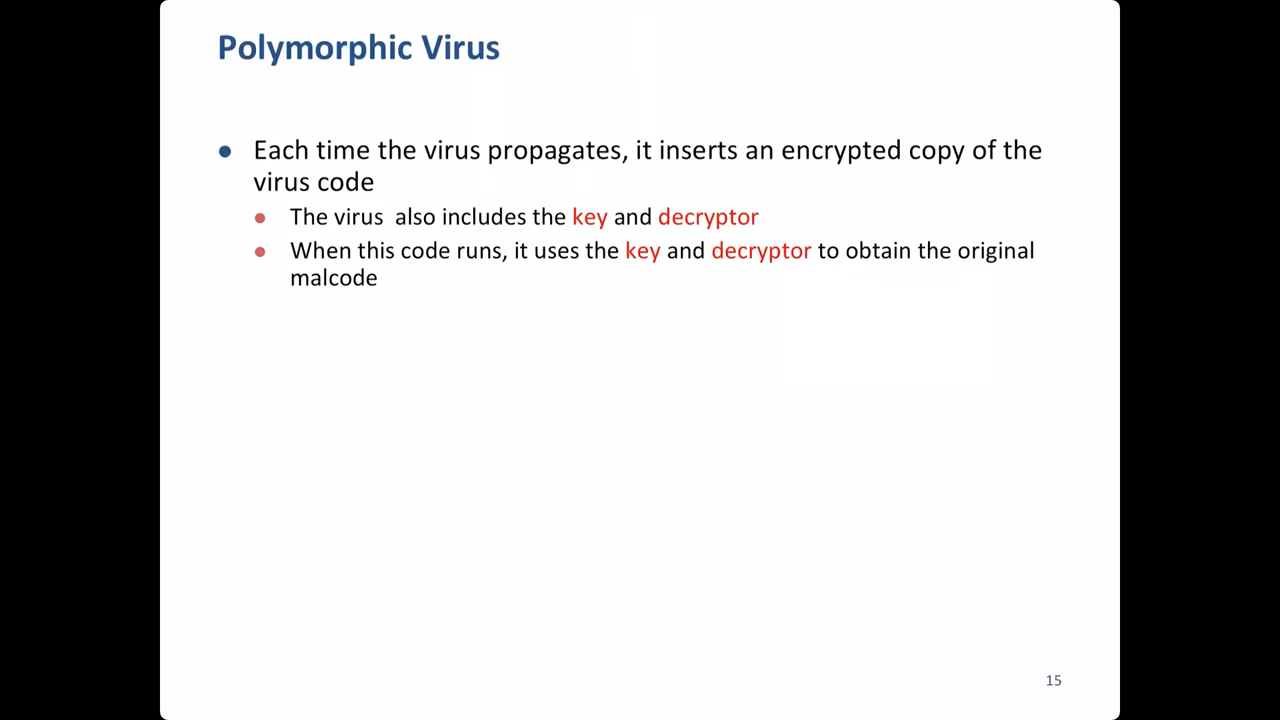 Polymorphic Virus
Each time the virus propagates, it inserts an encrypted copy of the
virus code
The virus also includes the key and decryptor
When this code runs, it uses the key and decryptor to obtain the original
malcode
15